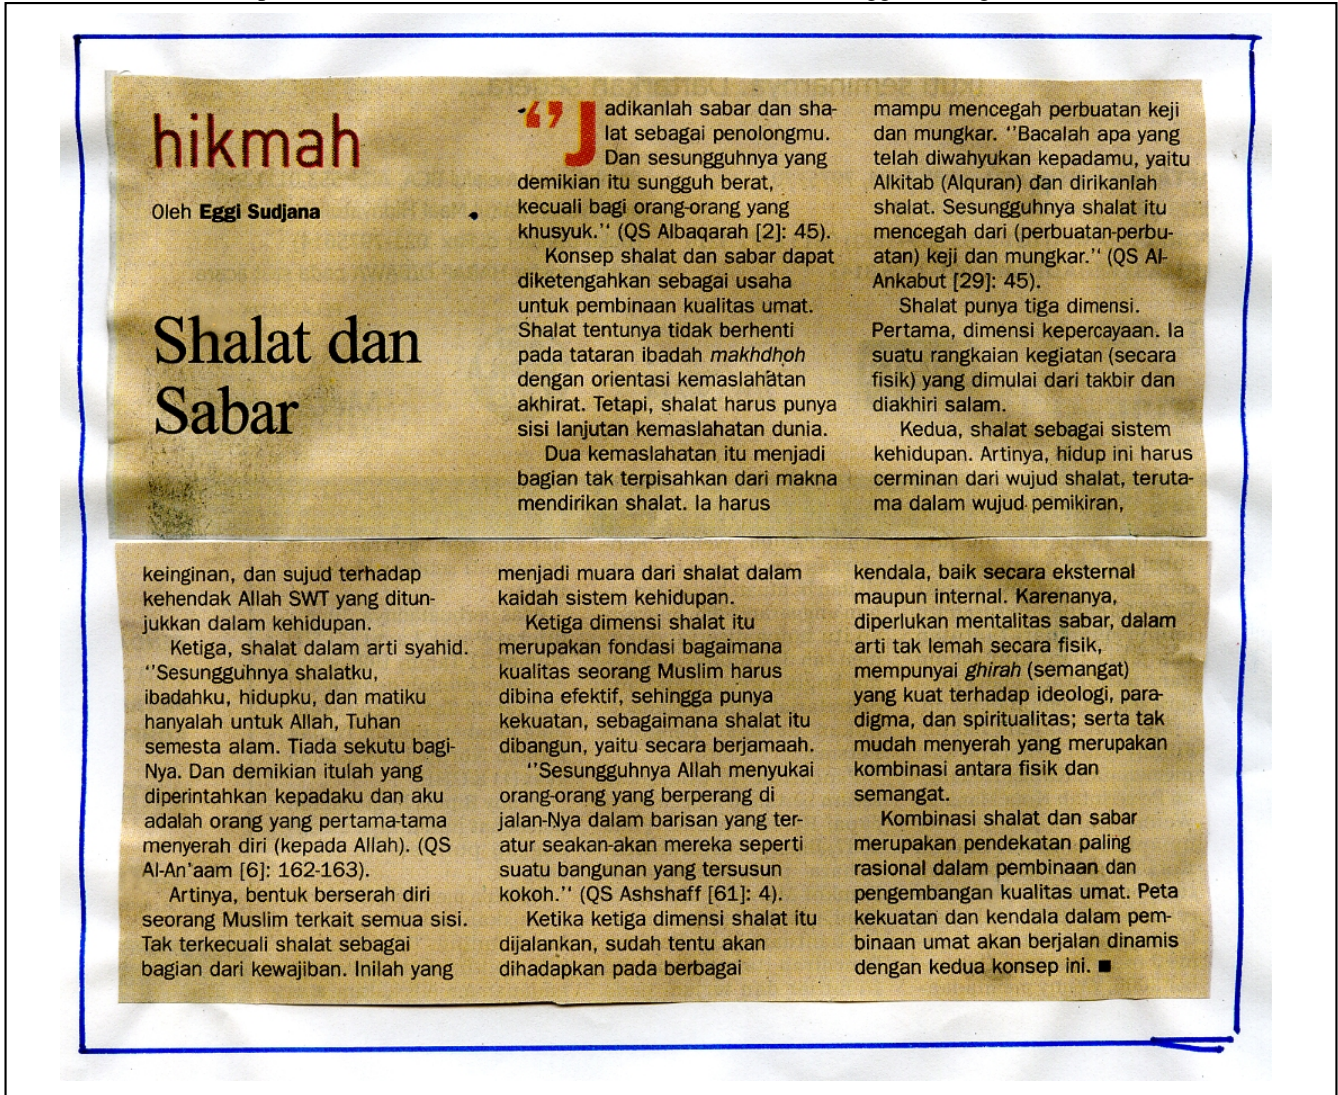 hikmah
Oleh Eggi Sudjana
Shalat dan
Sabar
"Jadikanlah sabar dan sha-
lat sebagai penolongmu.
Dan sesungguhnya yang
demikian itu sungguh berat,
kecuali bagi orang-orang yang
khusyuk.'' (QS Albaqarah [2]: 45).
Konsep shalat dan sabar dapat
diketengahkan sebagai usaha
untuk pembinaan kualitas umat.
Shalat tentunya tidak berhenti
pada tataran ibadah makhdhoh
dengan orientasi kemaslahatan
akhirat. Tetapi, shalat harus punya
sisi lanjutan kemaslahatan dunia.
Dua kemaslahatan itu menjadi
bagian tak terpisahkan dari makna
mendirikan shalat. Ia harus
mampu mencegah perbuatan keji
dan mungkar. ''Bacalah apa yang
telah diwahyukan kepadamu, yaitu
Alkitab (Alquran) dan dirikanlah
shalat. Sesungguhnya shalat itu
mencegah dari (perbuatan-perbu-
atan) keji dan mungkar.'' (QS Al-
Ankabut [29]: 45).
Shalat punya tiga dimensi.
Pertama, dimensi kepercayaan. Ia
suatu rangkaian kegiatan (secara
fisik) yang dimulai dari takbir dan
diakhiri salam.
Kedua, shalat sebagai sistem
kehidupan. Artinya, hidup ini harus
cerminan dari wujud shalat, teruta-
ma dalam wujud pemikiran,
keinginan, dan sujud terhadap
kehendak Allah SWT yang ditun-
jukkan dalam kehidupan.
Ketiga, shalat dalam arti syahid.
''Sesungguhnya shalatku,
ibadahku, hidupku, dan matiku
hanyalah untuk Allah, Tuhan
semesta alam. Tiada sekutu bagi-
Nya. Dan demikian itulah yang
diperintahkan kepadaku dan aku
adalah orang yang pertama-tama
menyerah diri (kepada Allah). (QS
Al-An'aam [6]: 162-163).
Artinya, bentuk berserah diri
seorang Muslim terkait semua sisi.
Tak terkecuali shalat sebagai
bagian dari kewajiban. Inilah yang
menjadi muara dari shalat dalam
kaidah sistem kehidupan.
Ketiga dimensi shalat itu
merupakan fondasi bagaimana
kualitas seorang Muslim harus
dibina efektif, sehingga punya
kekuatan, sebagaimana shalat itu
dibangun, yaitu secara berjamaah.
''Sesungguhnya Allah menyukai
orang-orang yang berperang di
jalan-Nya dalam barisan yang ter-
atur seakan-akan mereka seperti
suatu bangunan yang tersusun
kokoh.'' (QS Ashshaff [61]: 4).
Ketika ketiga dimensi shalat itu
dijalankan, sudah tentu akan
dihadapkan pada berbagai
kendala, baik secara eksternal
maupun internal. Karenanya,
diperlukan mentalitas sabar, dalam
arti tak lemah secara fisik,
mempunyai ghirah (semangat)
yang kuat terhadap ideologi, para-
digma, dan spiritualitas; serta tak
mudah menyerah yang merupakan
kombinasi antara fisik dan
semangat.
Kombinasi shalat dan sabar
merupakan pendekatan paling
rasional dalam pembinaan dan
pengembangan kualitas umat. Peta
kekuatan dan kendala dalam pem-
binaan umat akan berjalan dinamis
dengan kedua konsep ini. ■